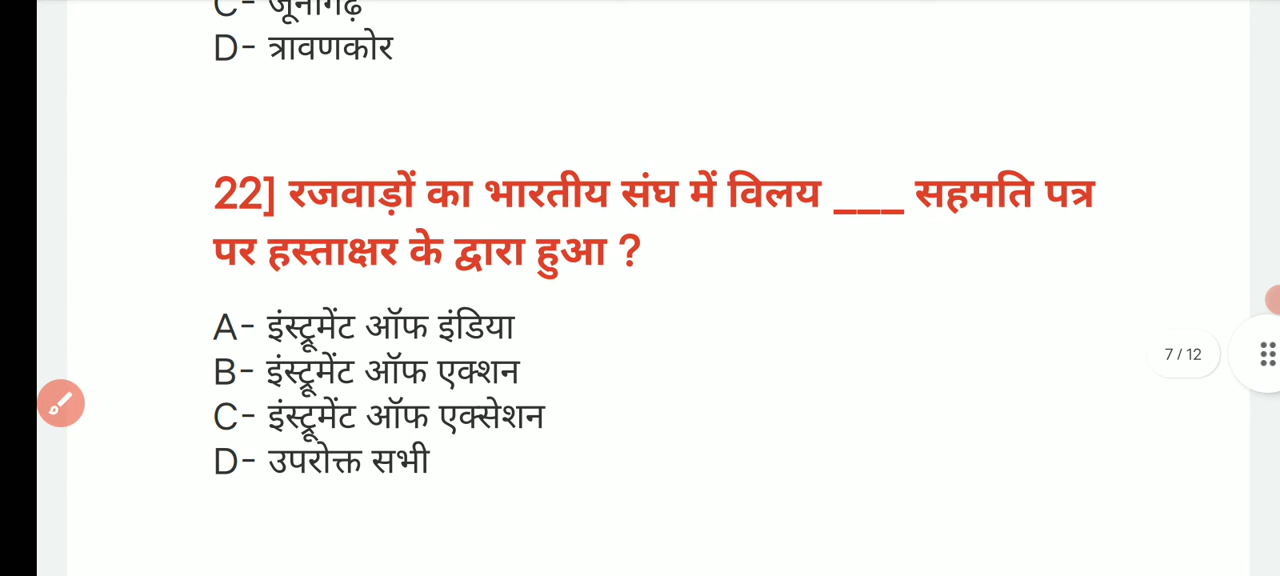 C- जूनागढ़
D- त्रावणकोर
22] रजवाड़ों का भारतीय संघ में विलय ___ सहमति पत्र
पर हस्ताक्षर के द्वारा हुआ ?
A- इंस्ट्रूमेंट ऑफ इंडिया
B- इंस्ट्रूमेंट ऑफ एक्शन
C- इंस्ट्रूमेंट ऑफ एक्सेशन
D- उपरोक्त सभी
7 / 12